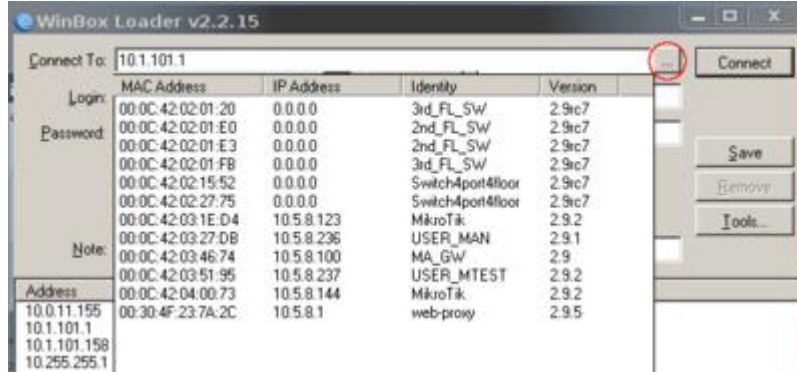 WinBox Loader v2.2.15
Connect To: 10.1.101.1 ... Connect
MAC Address IP Address Identity Version
Login:
00:0C:42:02:01:20 0.0.0.0 3rd_FL_SW 2.9rc7
00:0C:42:02:01:E0 0.0.0.0 2nd_FL_SW 2.9rc7
Password:
00:0C:42:02:01:E3 0.0.0.0 2nd_FL_SW 2.9rc7
00:0C:42:02:01:FB 0.0.0.0 3rd_FL_SW 2.9rc7
Save
00:0C:42:02:15:52 0.0.0.0 Switch4port4floor 2.9rc7
00:0C:42:02:27:75 0.0.0.0 Switch4port4floor 2.9rc7
Remove
00:0C:42:03:1E:D4 10.5.8.123 MikroTik 2.9.2
Tools...
00:0C:42:03:27:DB 10.5.8.236 USER_MAN 2.9.1
Note:
00:0C:42:03:46:74 10.5.8.100 MA_GW 2.9
00:0C:42:03:51:95 10.5.8.237 USER_MTEST 2.9.2
Address
00:0C:42:04:00:73 10.5.8.144 MikroTik 2.9.2
10.0.11.155 00:30:4F:23:7A:2C 10.5.8.1 web-proxy 2.9.5
10.1.101.1
10.1.101.158
10.255.255.1